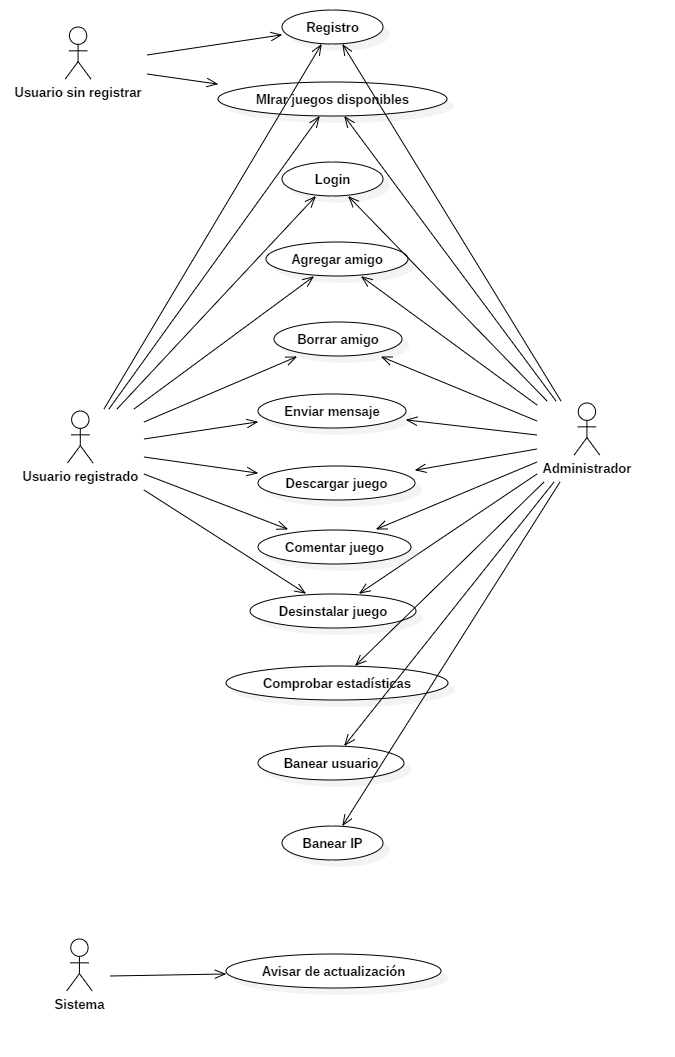 Registro
Usuario sin registrar
MIrar juegos disponibles
Login
Agregar amigo
Borrar amigo
Enviar mensaje
Usuario registrado
Administrador
Descargar juego
Comentar juego
Desinstalar juego
Comprobar estadísticas
Banear usuario
Banear IP
Avisar de actualización
Sistema